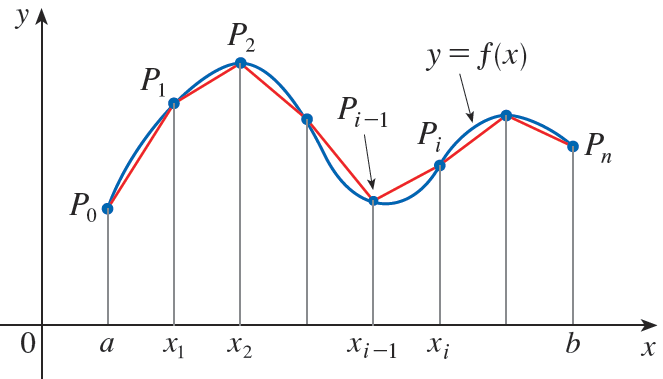 y
P₂
y = f(x)
P₁
Pᵢ₋₁
Pᵢ
Pₙ
P₀
0 a x₁ x₂ xᵢ₋₁ xᵢ b x